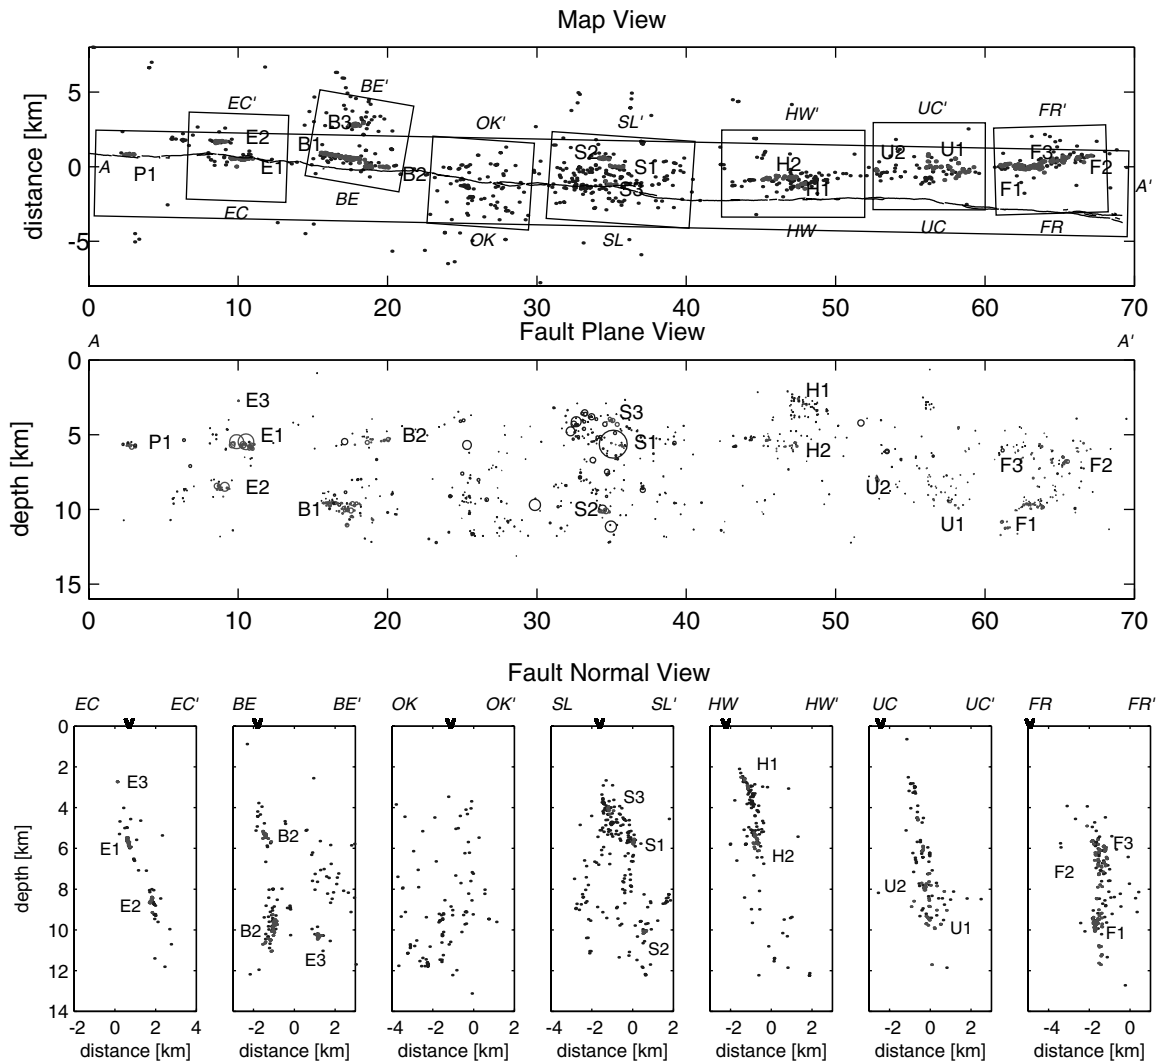 Map View
distance [km]
5
0
-5
EC'
BE'
OK'
SL'
HW'
UC'
FR'
A
P1
E2
E1
B3
B1
B2
S2
S1
S3
H2
H1
U2
U1
F3
F2
F1
A'
EC
BE
OK
SL
HW
UC
FR
0 10 20 30 40 50 60 70
Fault Plane View
A A'
depth [km]
0
5
10
15
E3
P1 E1
E2
B2
B1
S3
S1
S2
H1
H2
U2
U1
F3 F2
F1
0 10 20 30 40 50 60 70
Fault Normal View
EC EC' BE BE' OK OK' SL SL' HW HW' UC UC' FR FR'
depth [km]
0
2
4
6
8
10
12
14
E3
E1
E2
B2
B2
E3
S3
S1
S2
H1
H2
U2
U1
F3
F2
F1
-2 0 2 4
-2 0 2
-4 -2 0 2
-4 -2 0 2
-2 0 2 4
-2 0 2
-4 -2 0
distance [km] distance [km] distance [km] distance [km] distance [km] distance [km] distance [km]